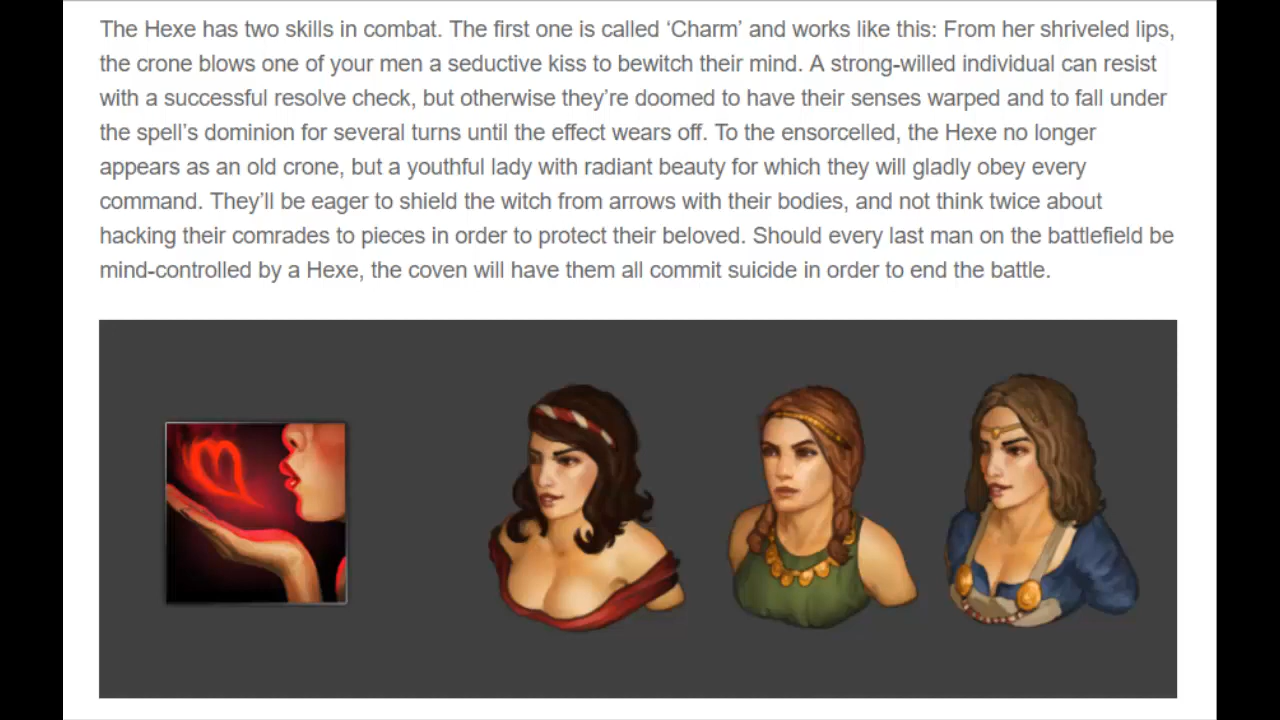 The Hexe has two skills in combat. The first one is called ‘Charm’ and works like this: From her shriveled lips,
the crone blows one of your men a seductive kiss to bewitch their mind. A strong-willed individual can resist
with a successful resolve check, but otherwise they’re doomed to have their senses warped and to fall under
the spell’s dominion for several turns until the effect wears off. To the ensorcelled, the Hexe no longer
appears as an old crone, but a youthful lady with radiant beauty for which they will gladly obey every
command. They’ll be eager to shield the witch from arrows with their bodies, and not think twice about
hacking their comrades to pieces in order to protect their beloved. Should every last man on the battlefield be
mind-controlled by a Hexe, the coven will have them all commit suicide in order to end the battle.